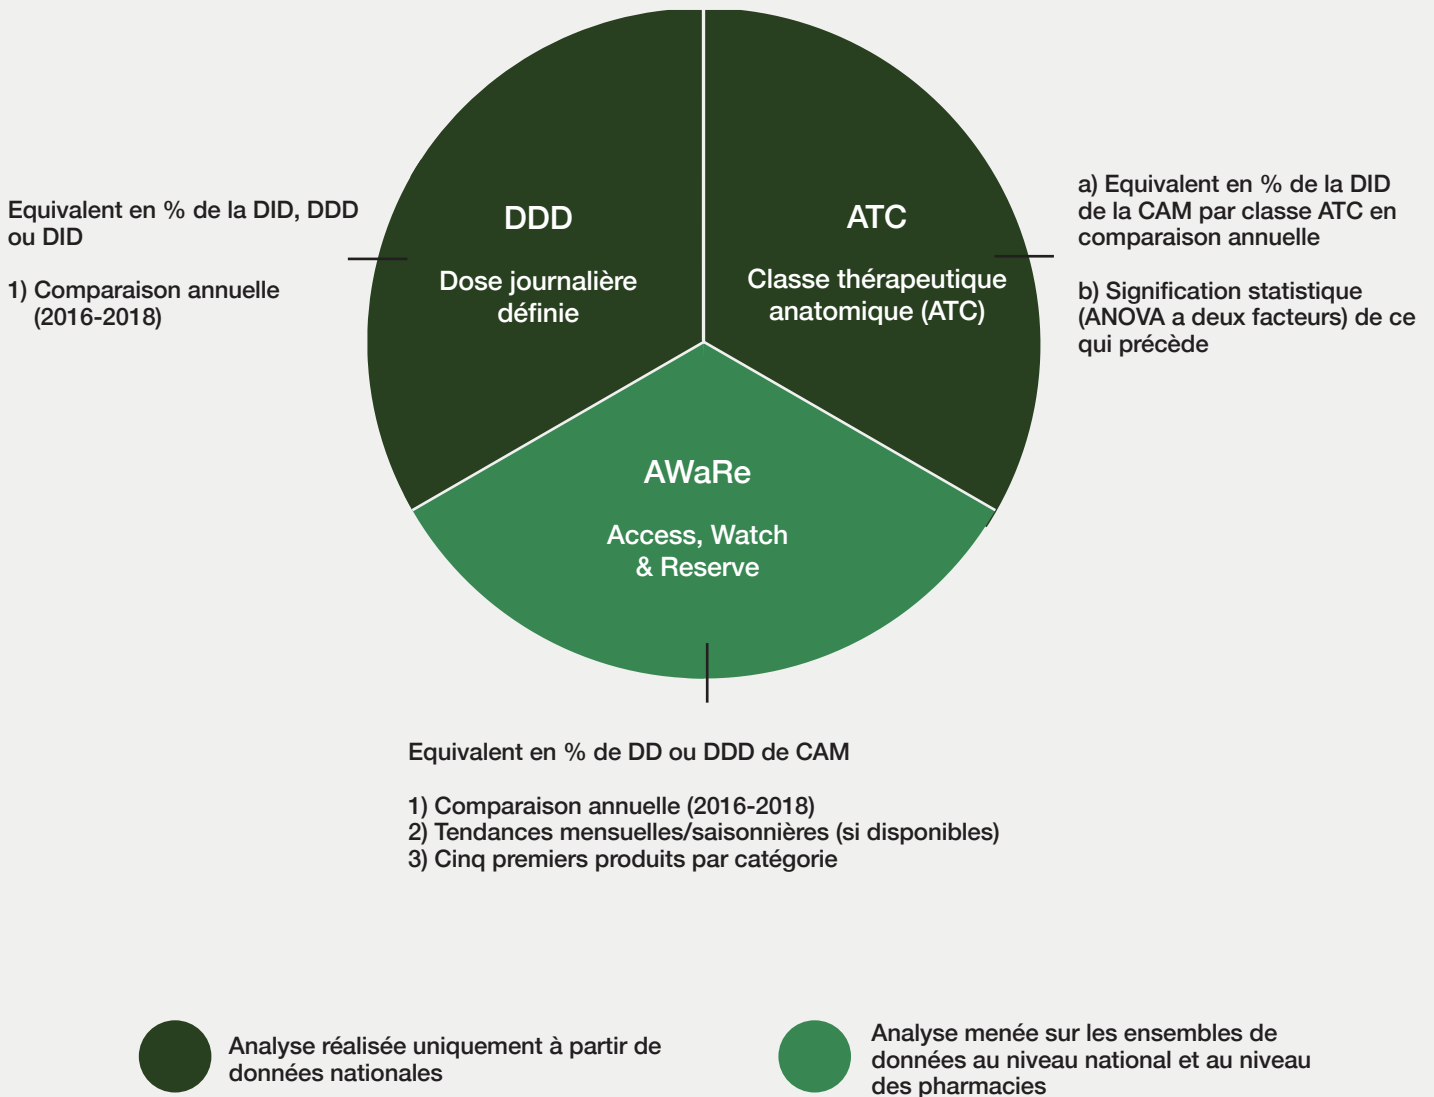 Equivalent en % de la DID, DDD
ou DID
1) Comparaison annuelle
(2016-2018)
DDD
Dose journalière
définie
ATC
Classe thérapeutique
anatomique (ATC)
a) Equivalent en % de la DID
de la CAM par classe ATC en
comparaison annuelle
b) Signification statistique
(ANOVA a deux facteurs) de ce
qui précède
AWaRe
Access, Watch
& Reserve
Equivalent en % de DD ou DDD de CAM
1) Comparaison annuelle (2016-2018)
2) Tendances mensuelles/saisonnières (si disponibles)
3) Cinq premiers produits par catégorie
Analyse réalisée uniquement à partir de
données nationales
Analyse menée sur les ensembles de
données au niveau national et au niveau
des pharmacies